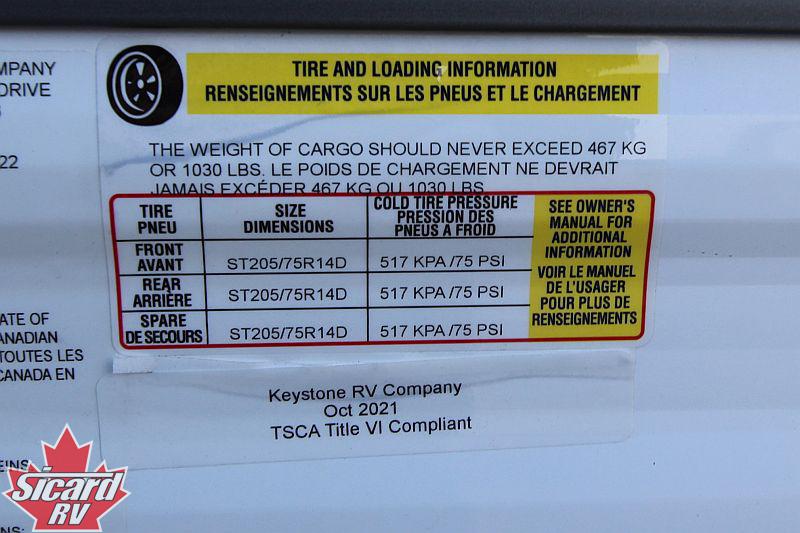 MPANY
DRIVE
22
ATE OF
ANADIAN
TOUTES LES
CANADA EN
EINS
TIRE AND LOADING INFORMATION
RENSEIGNEMENTS SUR LES PNEUS ET LE CHARGEMENT
THE WEIGHT OF CARGO SHOULD NEVER EXCEED 467 KG
OR 1030 LBS. LE POIDS DE CHARGEMENT NE DEVRAIT
JAMAIS EXCÉDER 467 KG OU 1030 LBS
TIRE
PNEU
SIZE
DIMENSIONS
COLD TIRE PRESSURE
PRESSION DES
PNEUS A FROID
FRONT
AVANT
ST205/75R14D
517 KPA /75 PSI
REAR
ARRIÈRE
ST205/75R14D
517 KPA /75 PSI
SPARE
DE SECOURS
ST205/75R14D
517 KPA /75 PSI
SEE OWNER'S
MANUAL FOR
ADDITIONAL
INFORMATION
VOIR LE MANUEL
DE L'USAGER
POUR PLUS DE
RENSEIGNEMENTS
Keystone RV Company
Oct 2021
TSCA Title VI Compliant
Sicard
RV